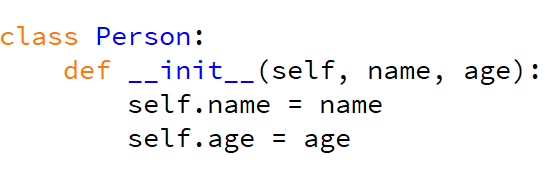 class Person:
    def __init__(self, name, age):
        self.name = name
        self.age = age